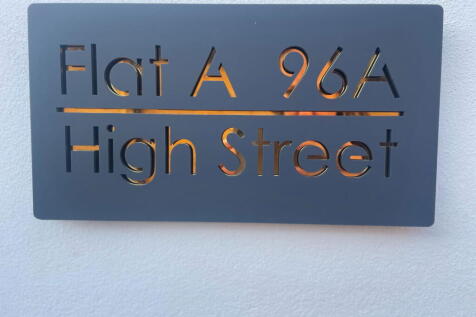 Flat A 96A
High Street